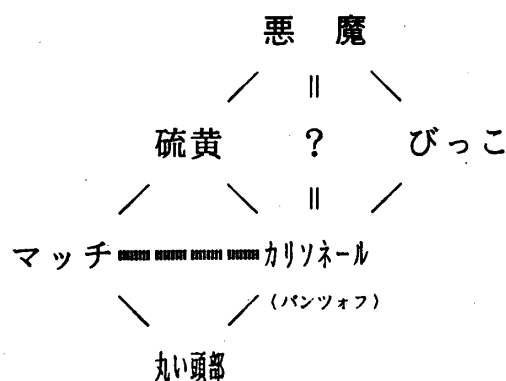 悪 魔
硫黄 ? びっこ
マッチ カリソネール
(パンツォフ)
丸い頭部